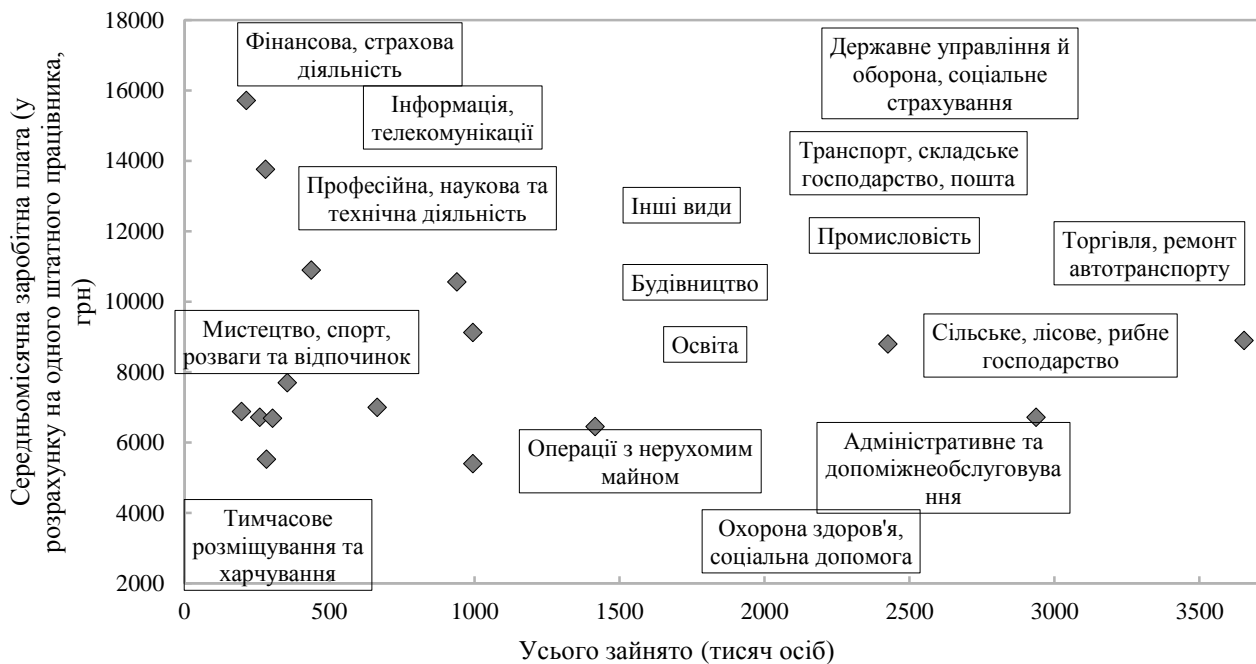 Середньомісячна заробітна плата (у
розрахунку на одного штатного працівника,
грн)
18000
16000
14000
12000
10000
8000
6000
4000
2000
Фінансова, страхова
діяльність
Інформація,
телекомунікації
Професійна, наукова та
технічна діяльність
Мистецтво, спорт,
розваги та відпочинок
Тимчасове
розміщування та
харчування
Інші види
Будівництво
Освіта
Операції з нерухомим
майном
Державне управління й
оборона, соціальне
страхування
Транспорт, складське
господарство, пошта
Промисловість
Торгівля, ремонт
автотранспорту
Сільське, лісове, рибне
господарство
Адміністративне та
допоміжнеобслуговува
ння
Охорона здоров'я,
соціальна допомога
0
500
1000
1500
2000
2500
3000
3500
Усього зайнято (тисяч осіб)